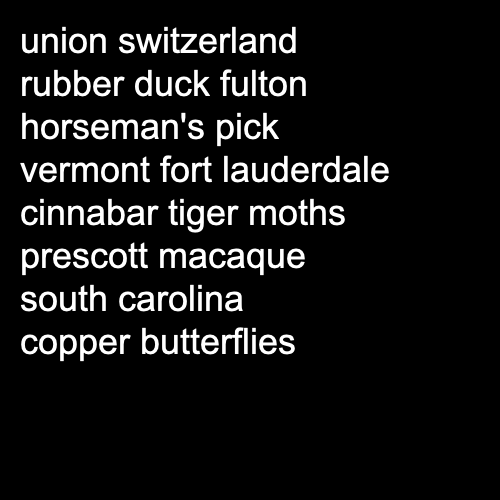 union switzerland
rubber duck fulton
horseman's pick
vermont fort lauderdale
cinnabar tiger moths
prescott macaque
south carolina
copper butterflies